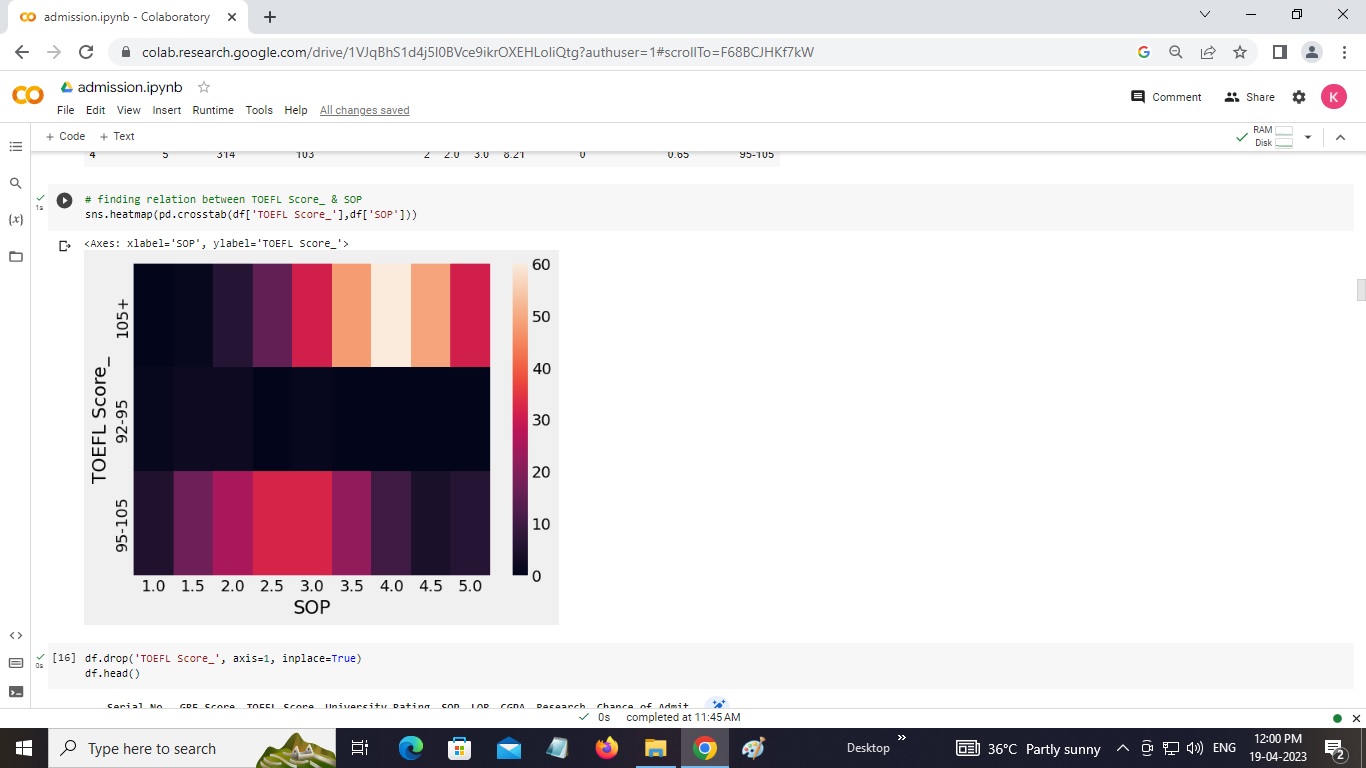 admission.ipynb - Colaboratory
colab.research.google.com/drive/1VJqBhS1d4j5I0BVce9ikrOXEHLoIiQtg?authuser=1#scrollTo=F68BCJHKf7kW
admission.ipynb
File Edit View Insert Runtime Tools Help All changes saved
Comment Share K
+ Code + Text
RAM
Disk
4 5 314 103 2 2.0 3.0 8.21 0 0.65 95-105
1s
# finding relation between TOEFL Score_ & SOP
sns.heatmap(pd.crosstab(df['TOEFL Score_'],df['SOP']))
<Axes: xlabel='SOP', ylabel='TOEFL Score_'>
TOEFL Score_
105+
92-95
95-105
60
50
40
30
20
10
0
1.0 1.5 2.0 2.5 3.0 3.5 4.0 4.5 5.0
SOP
0s
[16] df.drop('TOEFL Score_', axis=1, inplace=True)
df.head()
Serial No. GRE Score TOEFL Score University Rating SOP LOR CGPA Research Chance of Admit
0s completed at 11:45 AM
Type here to search
Desktop
36°C Partly sunny
ENG
12:00 PM
19-04-2023
2